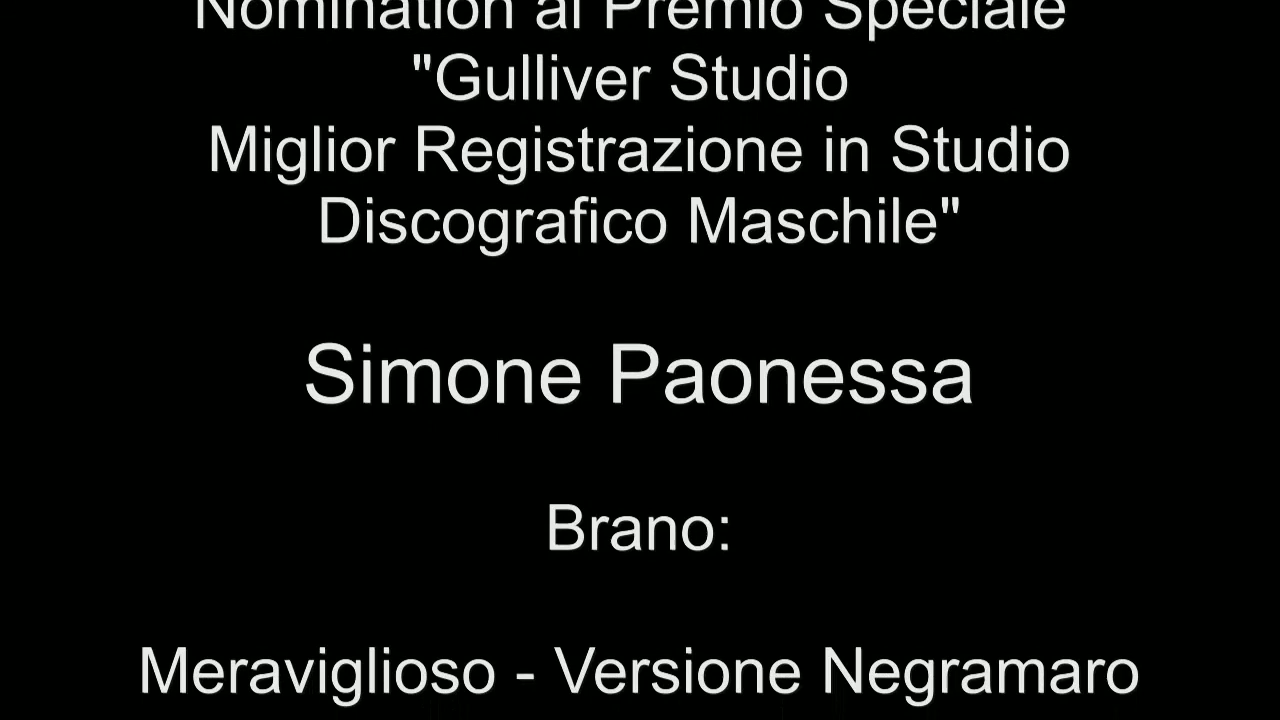 Nomination al Premio Speciale
"Gulliver Studio
Miglior Registrazione in Studio
Discografico Maschile"
Simone Paonessa
Brano:
Meraviglioso - Versione Negramaro